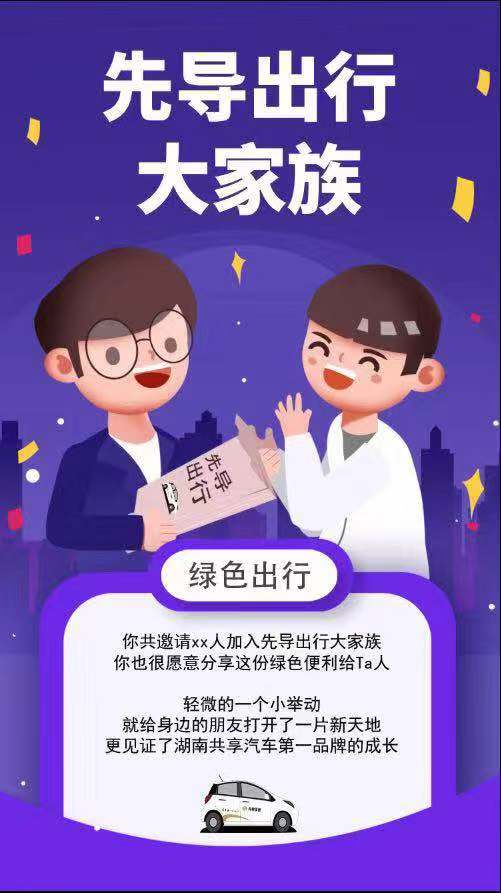 先导出行
大家族
先导
出行
绿色出行
你共邀请xx人加入先导出行大家族
你也很愿意分享这份绿色便利给Ta人
轻微的一个小举动
就给身边的朋友打开了一片新天地
更见证了湖南共享汽车第一品牌的成长